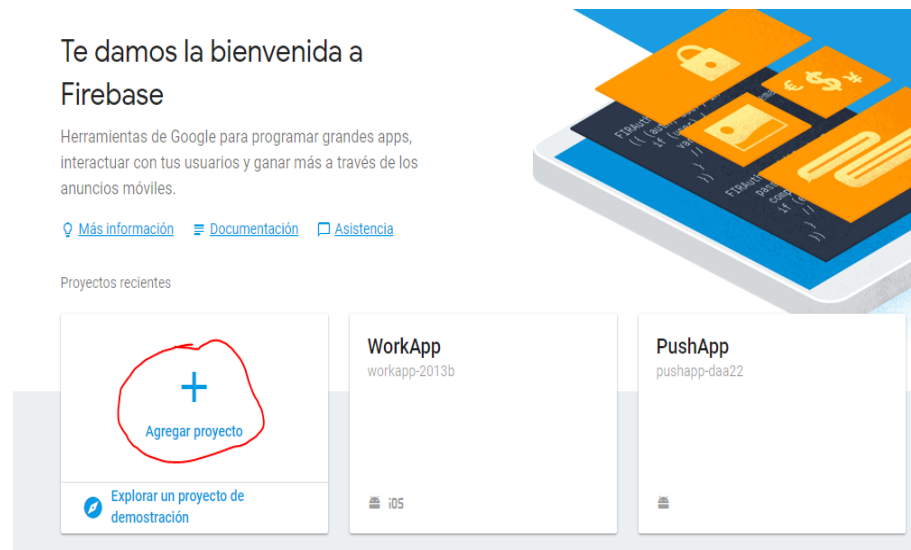 Te damos la bienvenida a
Firebase
Herramientas de Google para programar grandes apps,
interactuar con tus usuarios y ganar más a través de los
anuncios móviles.
Más información Documentación Asistencia
Proyectos recientes
Agregar proyecto
Explorar un proyecto de
demostración
WorkApp
workapp-2013b
iOS
PushApp
pushapp-daa22